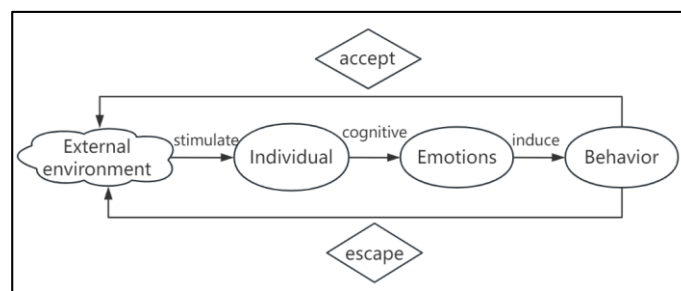 accept
External
environment
stimulate
Individual
cognitive
Emotions
induce
Behavior
escape